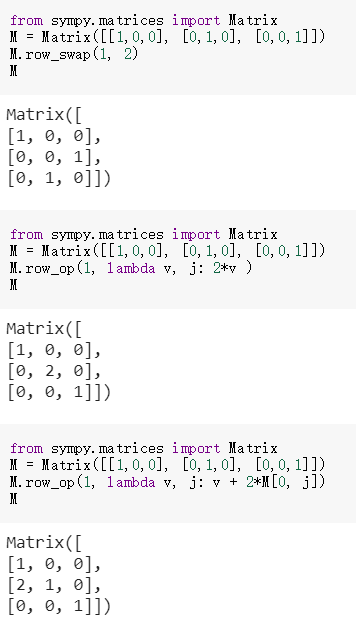 from sympy.matrices import Matrix
M = Matrix([[1,0,0], [0,1,0], [0,0,1]])
M.row_swap(1, 2)
M
Matrix([
[1, 0, 0],
[0, 0, 1],
[0, 1, 0]])
from sympy.matrices import Matrix
M = Matrix([[1,0,0], [0,1,0], [0,0,1]])
M.row_op(1, lambda v, j: 2*v )
M
Matrix([
[1, 0, 0],
[0, 2, 0],
[0, 0, 1]])
from sympy.matrices import Matrix
M = Matrix([[1,0,0], [0,1,0], [0,0,1]])
M.row_op(1, lambda v, j: v + 2*M[0, j])
M
Matrix([
[1, 0, 0],
[2, 1, 0],
[0, 0, 1]])